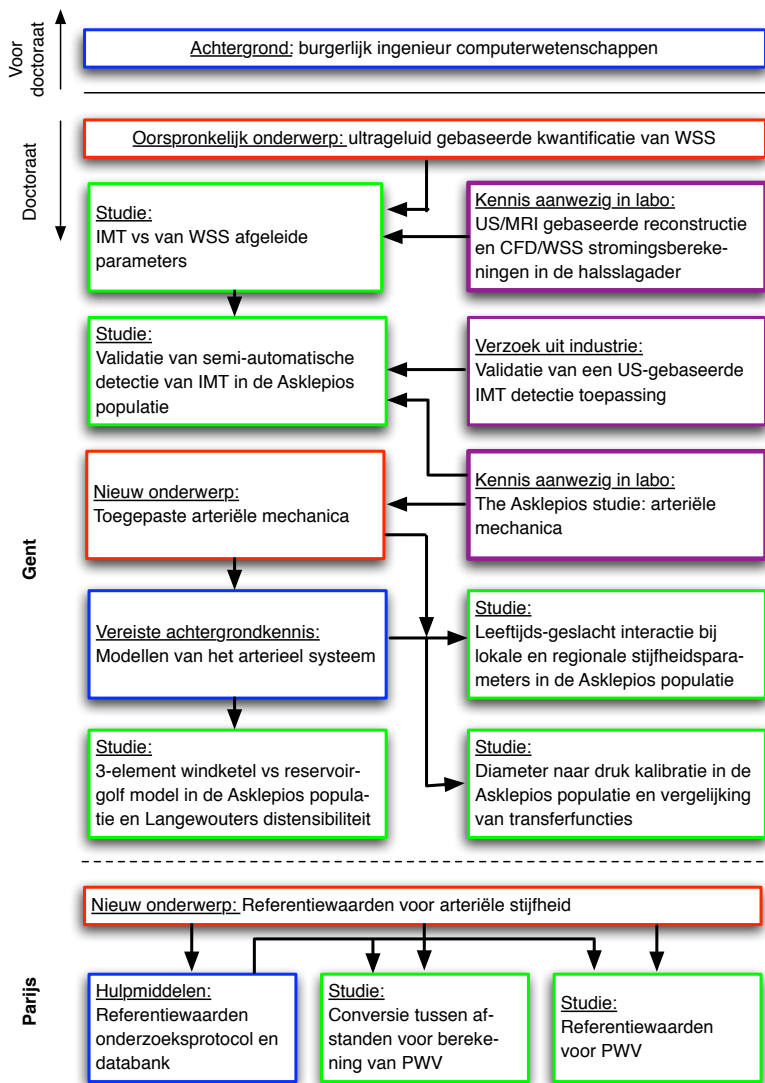 Voor
doctoraat
Achtergrond: burgerlijk ingenieur computerwetenschappen
Doctoraat
Oorspronkelijk onderwerp: ultrageluid gebaseerde kwantificatie van WSS
Studie:
IMT vs van WSS afgeleide
parameters
Kennis aanwezig in labo:
US/MRI gebaseerde reconstructie
en CFD/WSS stromingsbereke-
ningen in de halsslagader
Studie:
Validatie van semi-automatische
detectie van IMT in de Asklepios
populatie
Verzoek uit industrie:
Validatie van een US-gebaseerde
IMT detectie toepassing
Gent
Nieuw onderwerp:
Toegepaste arteriële mechanica
Kennis aanwezig in labo:
The Asklepios studie: arteriële
mechanica
Vereiste achtergrondkennis:
Modellen van het arterieel systeem
Studie:
Leeftijds-geslacht interactie bij
lokale en regionale stijfheidspara-
meters in de Asklepios populatie
Studie:
3-element windketel vs reservoir-
golf model in de Asklepios popula-
tie en Langewouters distensibiliteit
Studie:
Diameter naar druk kalibratie in de
Asklepios populatie en vergelijking
van transferfuncties
Parijs
Nieuw onderwerp: Referentiewaarden voor arteriële stijfheid
Hulpmiddelen:
Referentiewaarden
onderzoeksprotocol en
databank
Studie:
Conversie tussen af-
standen voor bereke-
ning van PWV
Studie:
Referentiewaarden
voor PWV